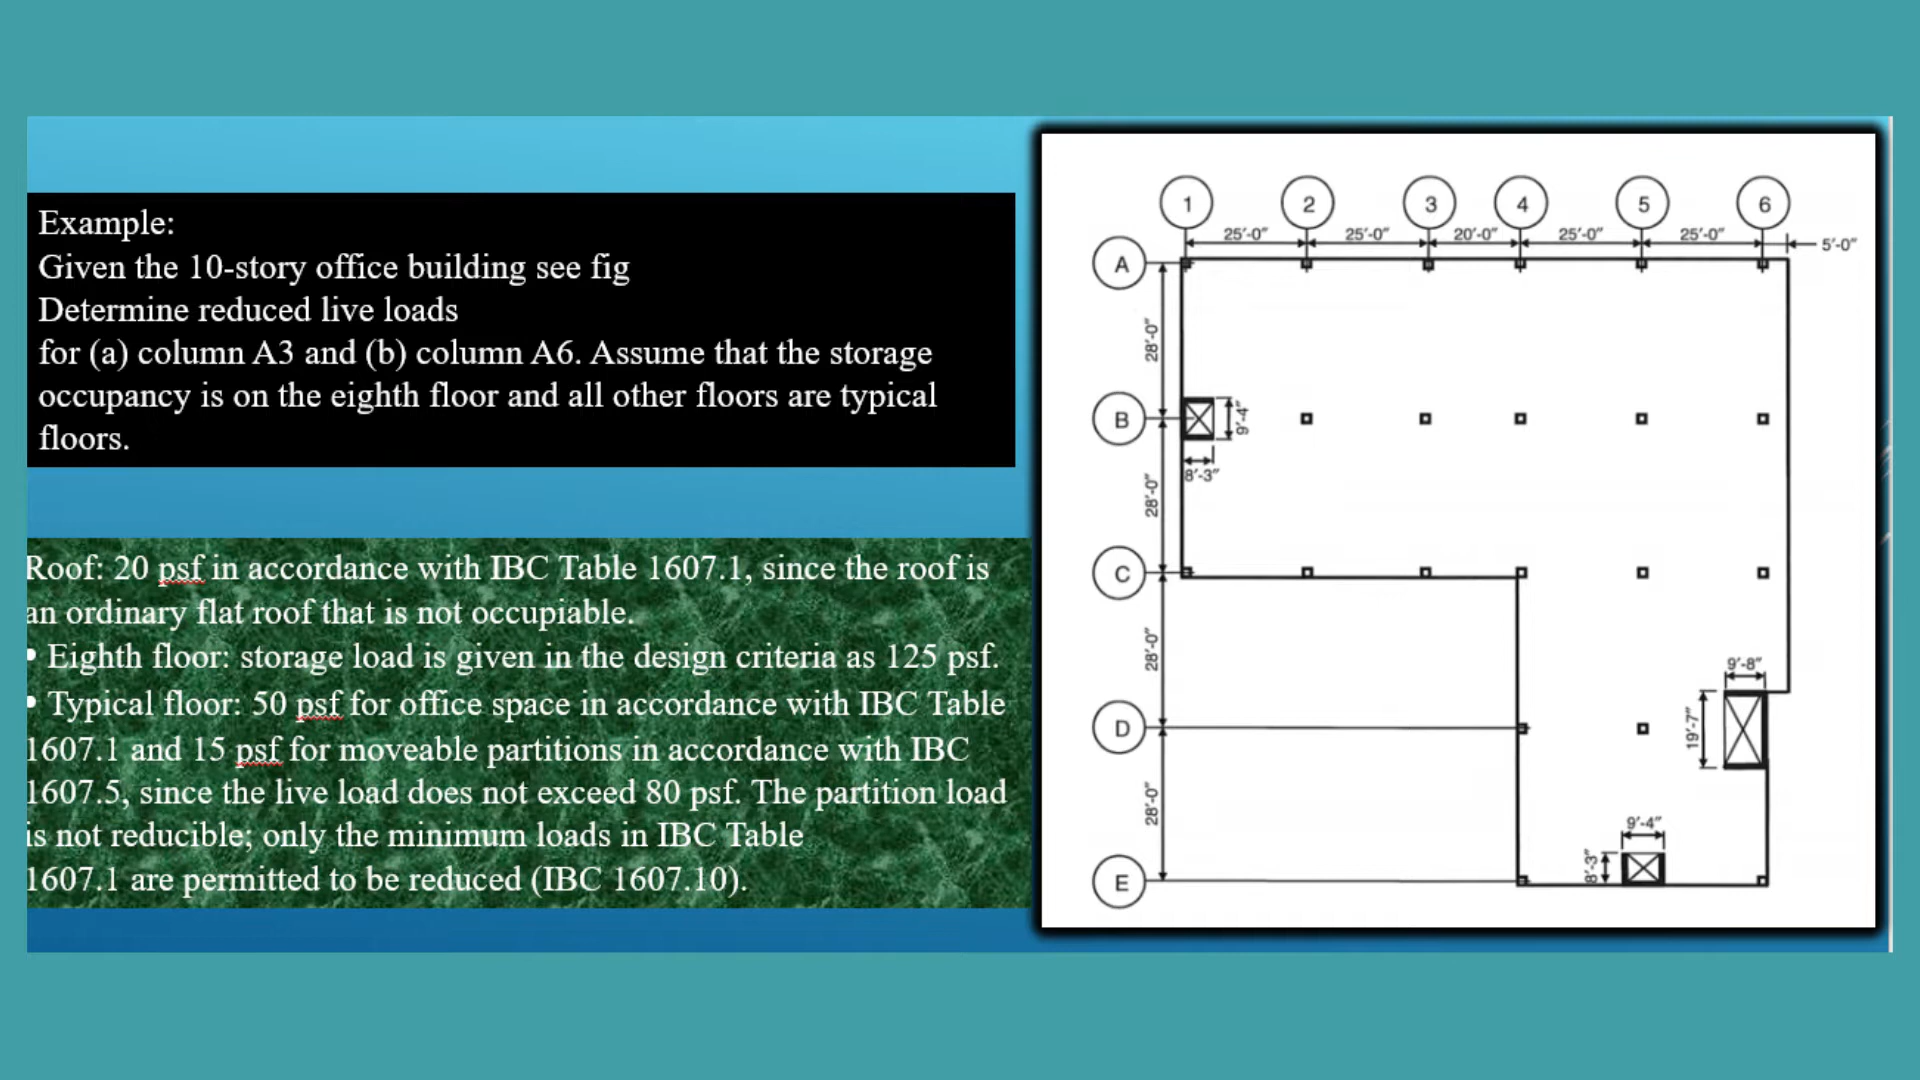 Example:
Given the 10-story office building see fig
Determine reduced live loads
for (a) column A3 and (b) column A6. Assume that the storage
occupancy is on the eighth floor and all other floors are typical
floors.
Roof: 20 psf in accordance with IBC Table 1607.1, since the roof is
an ordinary flat roof that is not occupiable.
• Eighth floor: storage load is given in the design criteria as 125 psf.
• Typical floor: 50 psf for office space in accordance with IBC Table
1607.1 and 15 psf for moveable partitions in accordance with IBC
1607.5, since the live load does not exceed 80 psf. The partition load
is not reducible; only the minimum loads in IBC Table
1607.1 are permitted to be reduced (IBC 1607.10).
1 2 3 4 5 6
25′-0″ 25′-0″ 20′-0″ 25′-0″ 25′-0″ 5′-0″
A
28′-0″
B
9′-4″
8′-3″
28′-0″
C
28′-0″
9′-8″
19′-7″
D
28′-0″
9′-4″
8′-3″
E